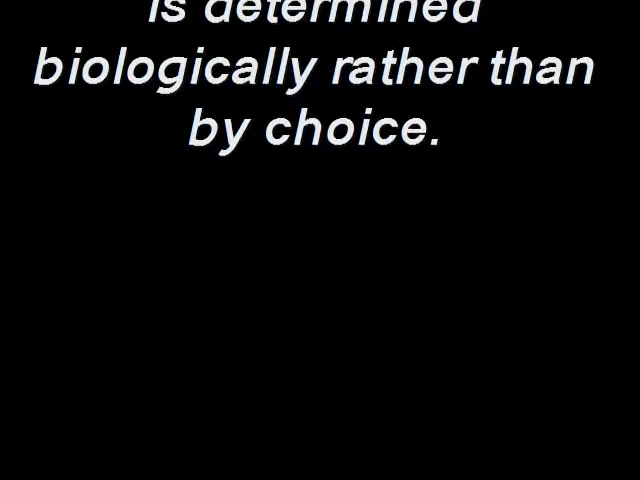 is determined
biologically rather than
by choice.